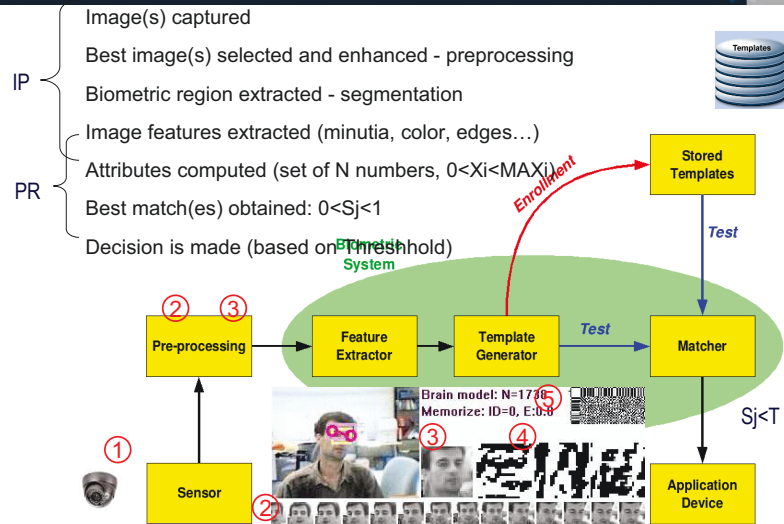 Image(s) captured
Best image(s) selected and enhanced - preprocessing
Biometric region extracted - segmentation
Image features extracted (minutia, color, edges…)
Attributes computed (set of N numbers, 0<Xi<MAXi)
Best match(es) obtained: 0<Sj<1
Decision is made (based on Threshhold)
IP
PR
Templates
Stored
Templates
Enrollment
Test
Biometric
System
② ③
Pre-processing
Feature
Extractor
Template
Generator
Test
Matcher
Brain model: N=1738
Memorize: ID=0, E:0.0
⑤
Sj<T
①
③
④
Sensor
②
Application
Device